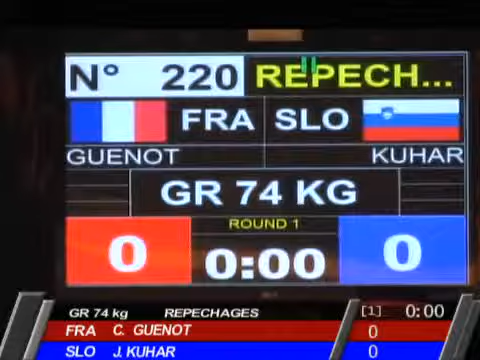 N° 220 REPECH...
FRA SLO
GUENOT KUHAR
GR 74 KG
ROUND 1
0 0:00 0
GR 74 kg REPECHAGES [1] 0:00
FRA C. GUENOT 0
SLO J. KUHAR 0